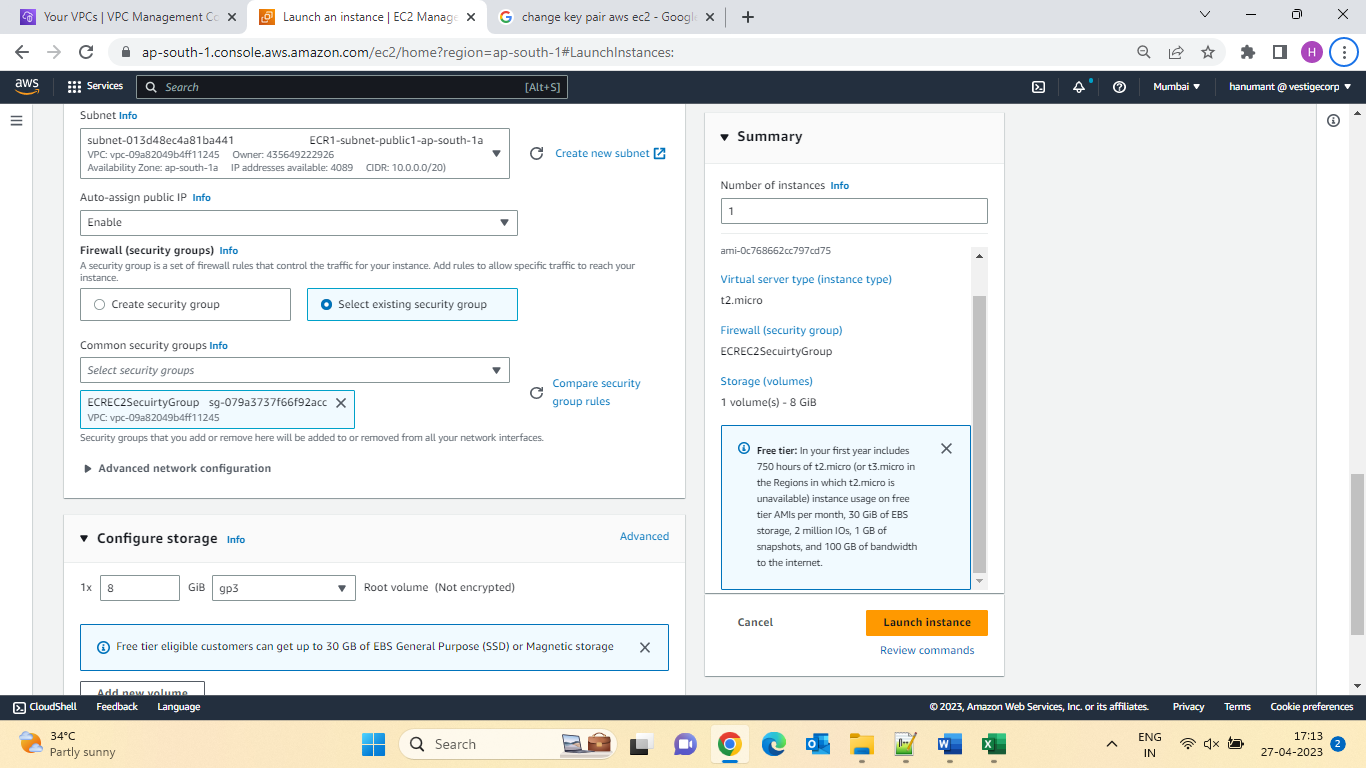 Your VPCs | VPC Management Co
Launch an instance | EC2 Manage
change key pair aws ec2 - Google
ap-south-1.console.aws.amazon.com/ec2/home?region=ap-south-1#LaunchInstances:
H
aws
Services
Search
[Alt+S]
Mumbai
hanumant @ vestigecorp
Subnet Info
subnet-013d48ec4a81ba441 ECR1-subnet-public1-ap-south-1a
VPC: vpc-09a82049b4ff11245 Owner: 435649222926
Availability Zone: ap-south-1a IP addresses available: 4089 CIDR: 10.0.0.0/20)
Create new subnet
Auto-assign public IP Info
Enable
Firewall (security groups) Info
A security group is a set of firewall rules that control the traffic for your instance. Add rules to allow specific traffic to reach your
instance.
Create security group
Select existing security group
Common security groups Info
Select security groups
ECREC2SecuirtyGroup sg-079a3737f66f92acc
VPC: vpc-09a82049b4ff11245
Compare security
group rules
Security groups that you add or remove here will be added to or removed from all your network interfaces.
Advanced network configuration
Configure storage Info
Advanced
1x 8 GiB gp3 Root volume (Not encrypted)
Free tier eligible customers can get up to 30 GB of EBS General Purpose (SSD) or Magnetic storage
Add new volume
Summary
Number of instances Info
1
ami-0c768662cc797cd75
Virtual server type (instance type)
t2.micro
Firewall (security group)
ECREC2SecuirtyGroup
Storage (volumes)
1 volume(s) - 8 GiB
Free tier: In your first year includes
750 hours of t2.micro (or t3.micro in
the Regions in which t2.micro is
unavailable) instance usage on free
tier AMIs per month, 30 GiB of EBS
storage, 2 million IOs, 1 GB of
snapshots, and 100 GB of bandwidth
to the internet.
Cancel
Launch instance
Review commands
CloudShell
Feedback
Language
© 2023, Amazon Web Services, Inc. or its affiliates.
Privacy
Terms
Cookie preferences
34°C
Partly sunny
Search
ENG
IN
17:13
27-04-2023
2